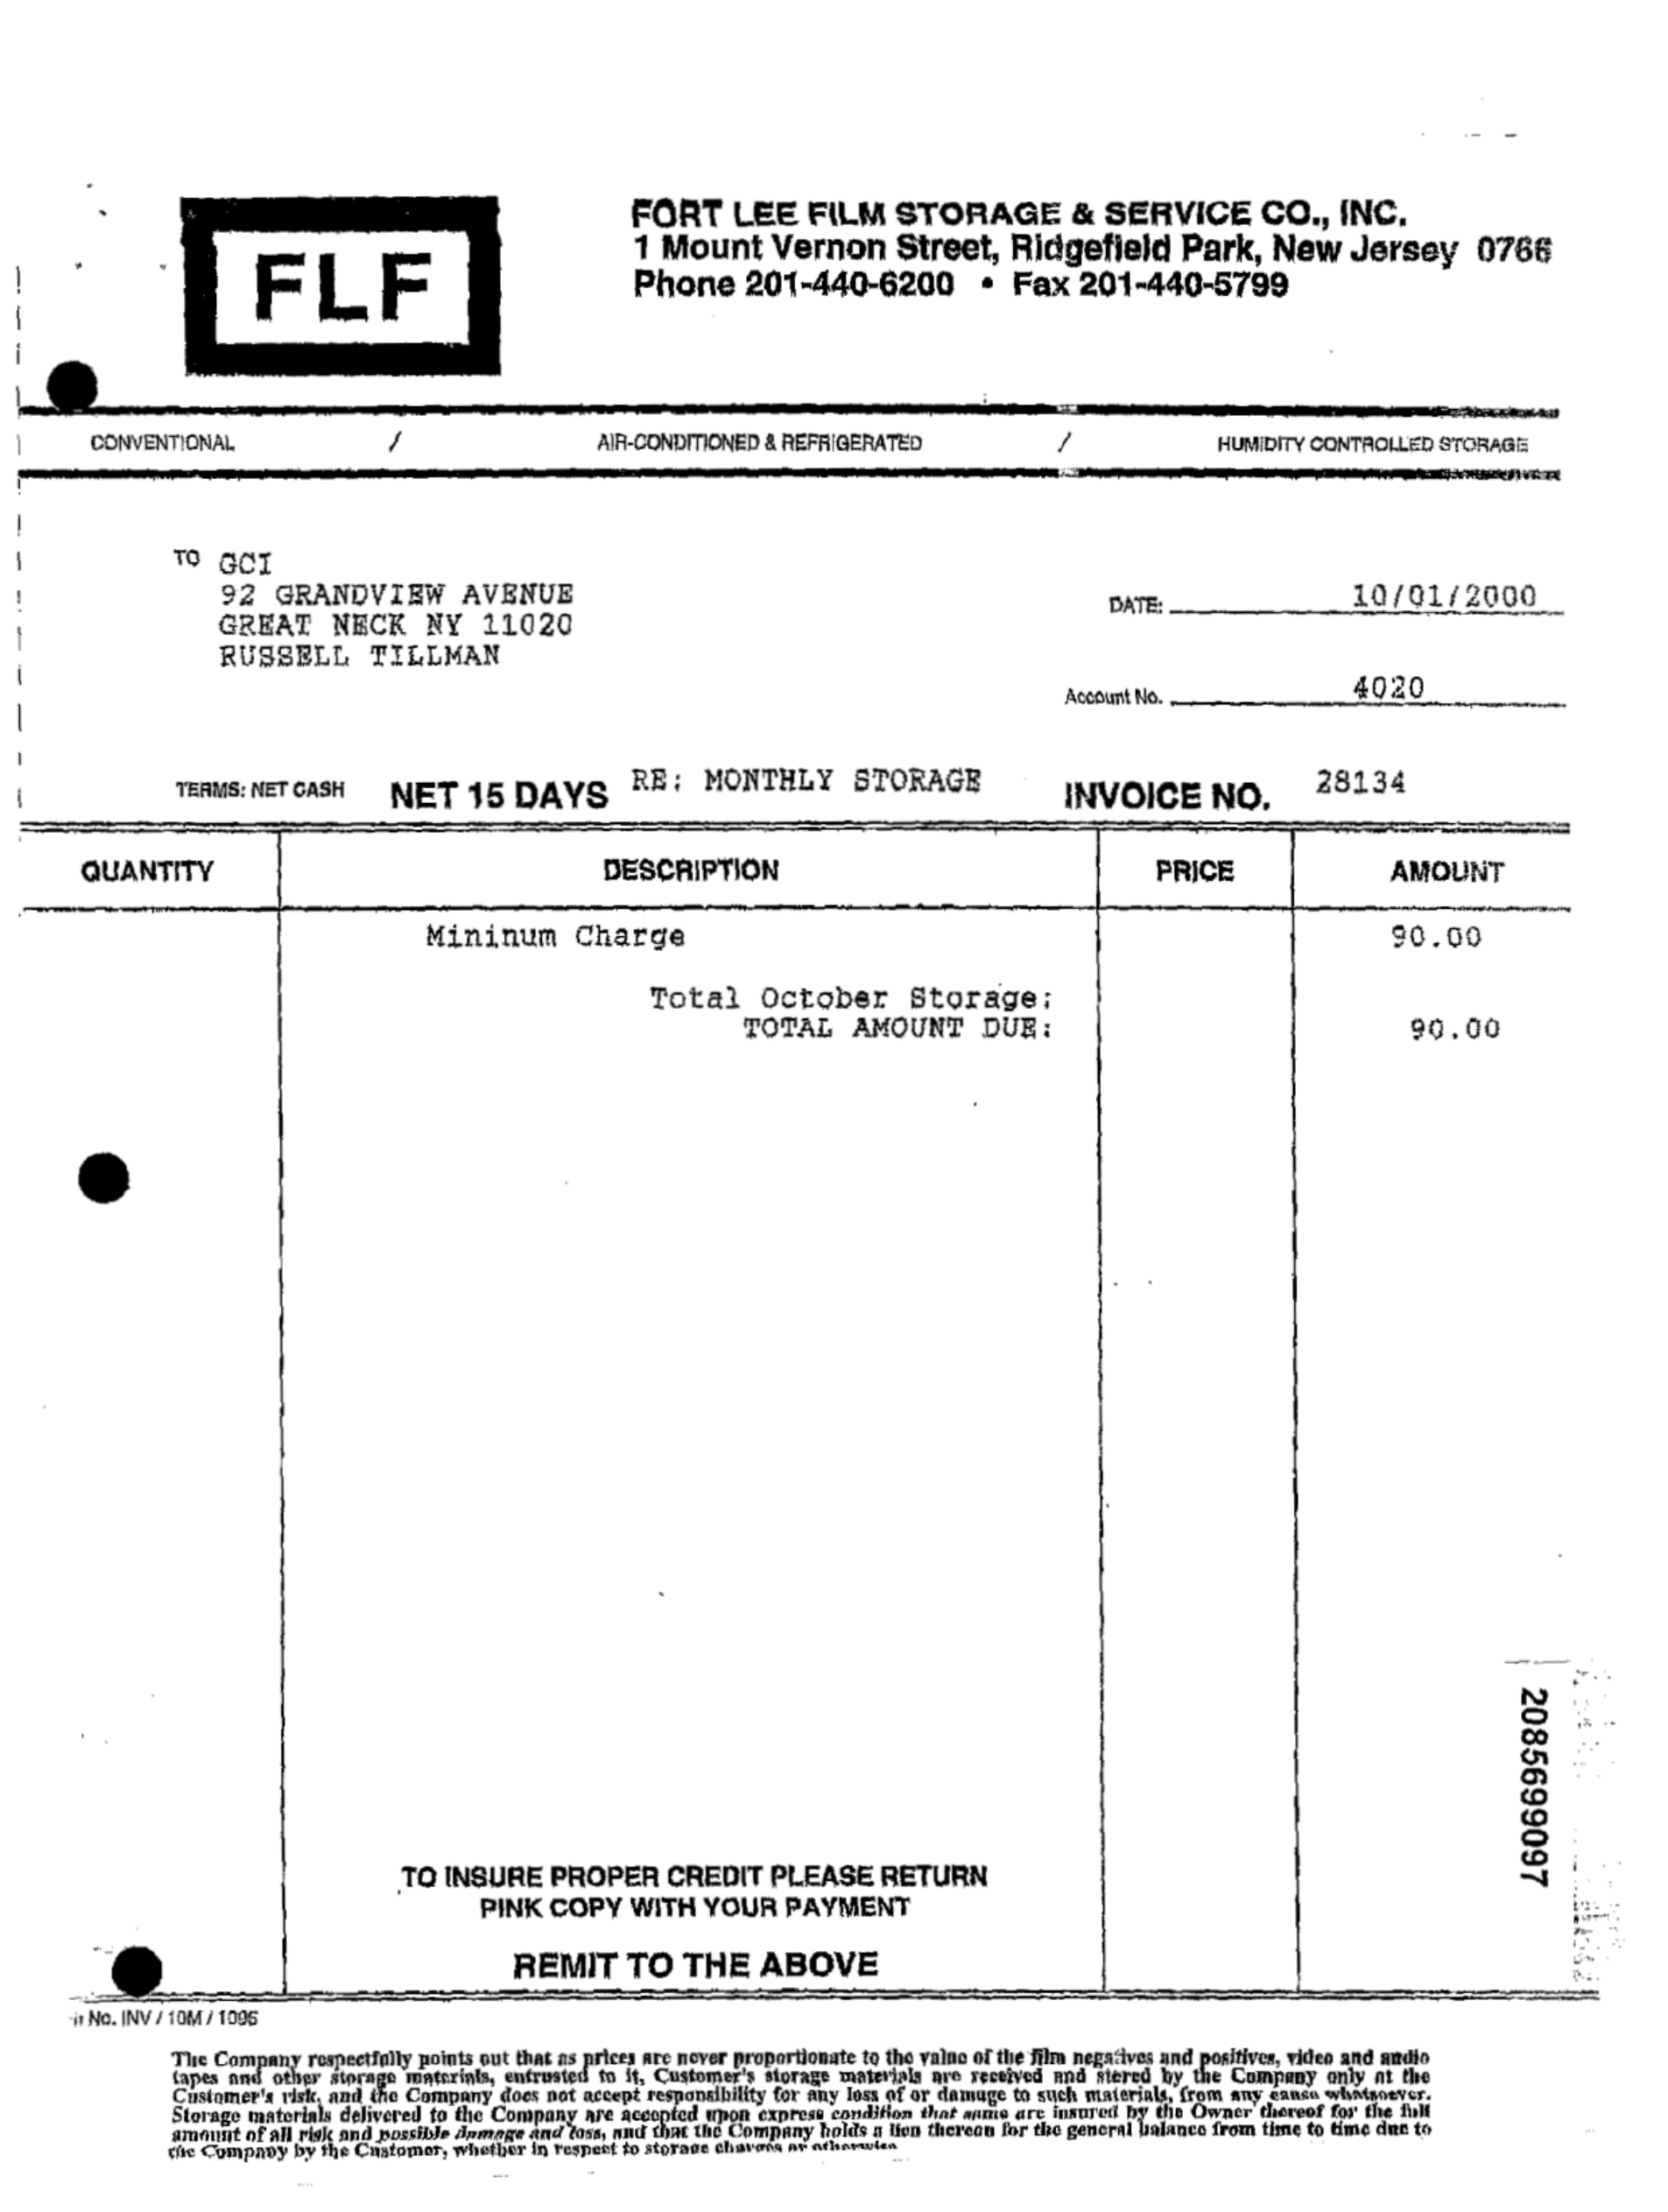 FLF
FORT LEE FILM STORAGE & SERVICE CO., INC.
1 Mount Vernon Street, Ridgefield Park, New Jersey 0766
Phone 201-440-6200 • Fax 201-440-5799
CONVENTIONAL / AIR-CONDITIONED & REFRIGERATED / HUMIDITY CONTROLLED STORAGE
TO GCI
92 GRANDVIEW AVENUE
GREAT NECK NY 11020
RUSSELL TILLMAN
DATE: 10/01/2000
Account No. 4020
TERMS: NET CASH NET 15 DAYS RE: MONTHLY STORAGE INVOICE NO. 28134
QUANTITY DESCRIPTION PRICE AMOUNT
Mininum Charge 90.00
Total October Storage:
TOTAL AMOUNT DUE: 90.00
2085699097
TO INSURE PROPER CREDIT PLEASE RETURN
PINK COPY WITH YOUR PAYMENT
REMIT TO THE ABOVE
No. INV / 10M / 1096
The Company respectfully points out that as prices are never proportionate to the value of the film negatives and positives, video and audio
tapes and other storage materials, entrusted to it, Customer's storage materials are received and stered by the Company only at the
Customer's risk, and the Company does not accept responsibility for any loss of or damage to such materials, from any cause whatsoever.
Storage materials delivered to the Company are accepted upon express condition that same are insured by the Owner thereof for the full
amount of all risk and possible damage and loss, and that the Company holds a lien thereon for the general balance from time to time due to
the Company by the Customer, whether in respect to storage charges or otherwise